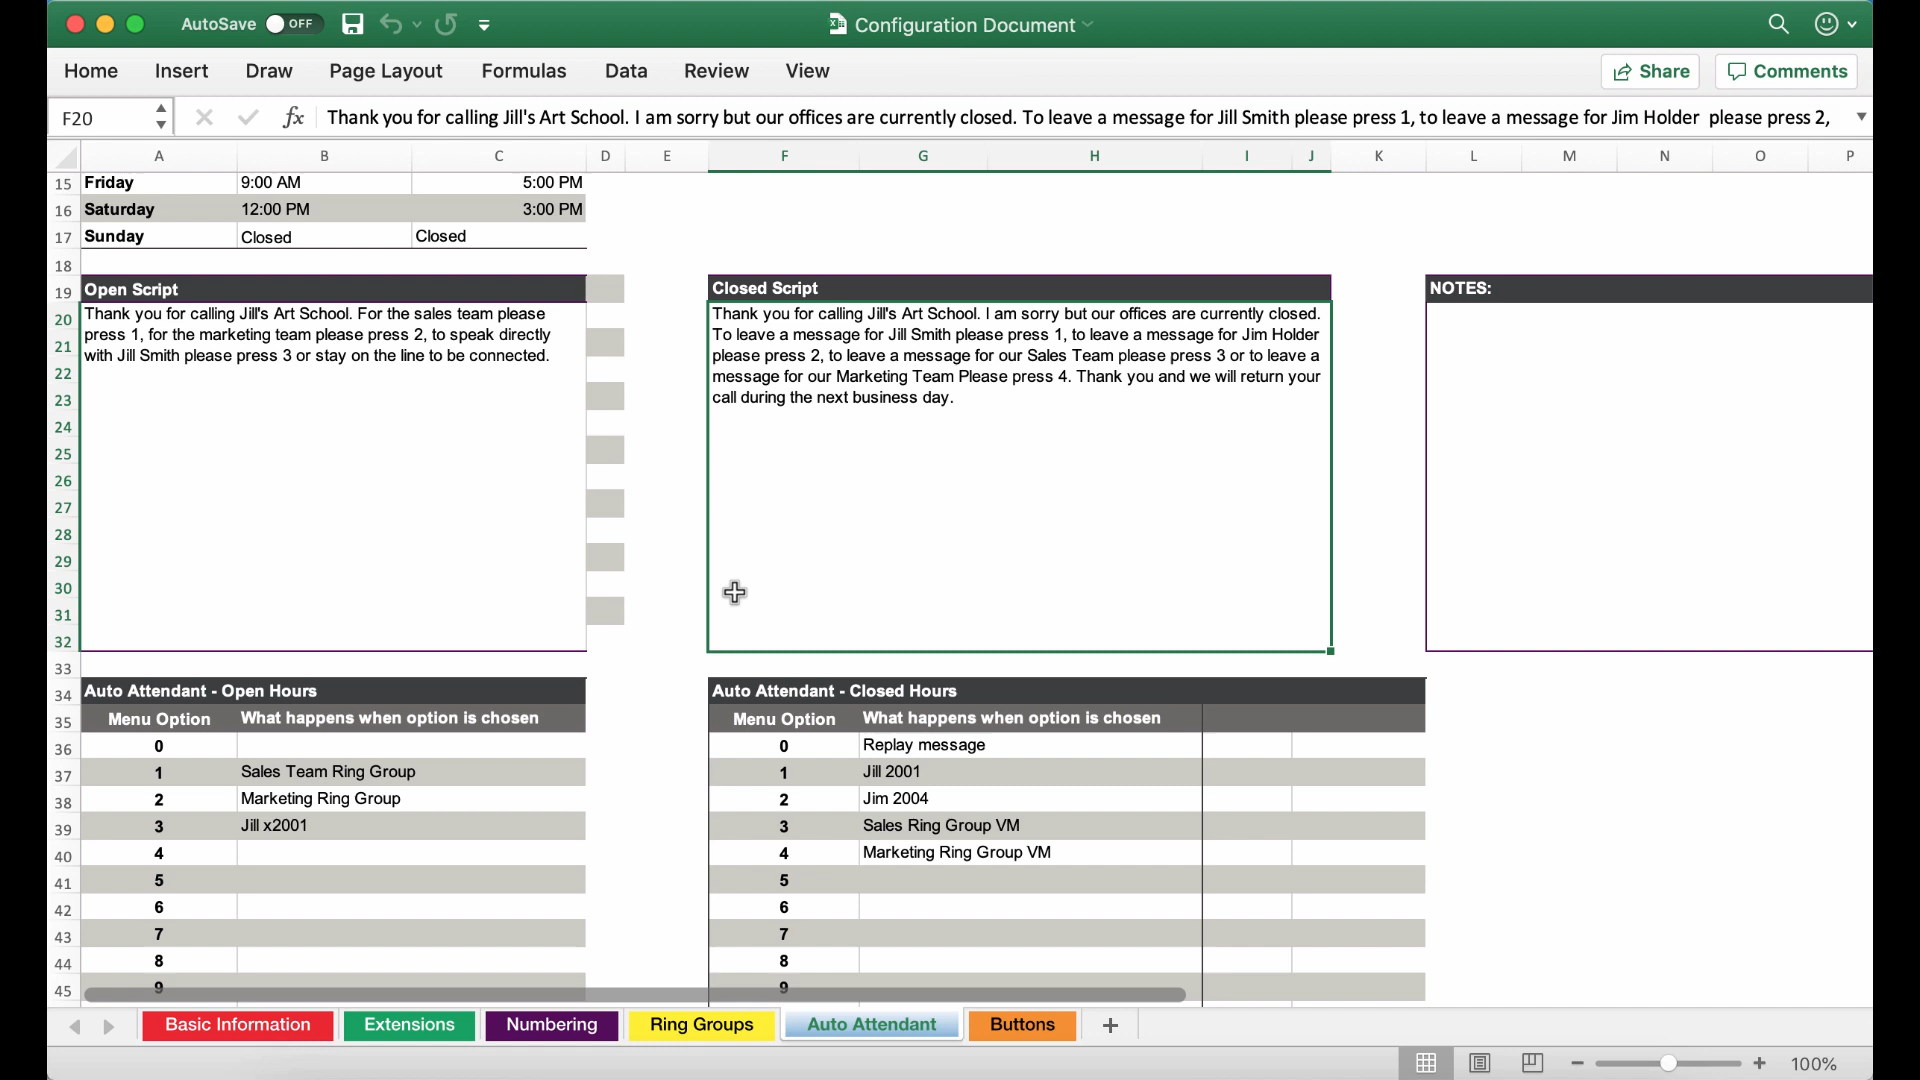 AutoSave OFF Configuration Document
Home Insert Draw Page Layout Formulas Data Review View Share Comments
F20 fx Thank you for calling Jill's Art School. I am sorry but our offices are currently closed. To leave a message for Jill Smith please press 1, to leave a message for Jim Holder please press 2,
A B C D E F G H I J K L M N O P
15 Friday 9:00 AM 5:00 PM
16 Saturday 12:00 PM 3:00 PM
17 Sunday Closed Closed
18
19 Open Script
20 Thank you for calling Jill's Art School. For the sales team please
21 press 1, for the marketing team please press 2, to speak directly
22 with Jill Smith please press 3 or stay on the line to be connected.
23
24
25
26
27
28
29
30
31
32
Closed Script
Thank you for calling Jill's Art School. I am sorry but our offices are currently closed.
To leave a message for Jill Smith please press 1, to leave a message for Jim Holder
please press 2, to leave a message for our Sales Team please press 3 or to leave a
message for our Marketing Team Please press 4. Thank you and we will return your
call during the next business day.
NOTES:
33
34 Auto Attendant - Open Hours Auto Attendant - Closed Hours
35 Menu Option What happens when option is chosen Menu Option What happens when option is chosen
36 0 0 Replay message
37 1 Sales Team Ring Group 1 Jill 2001
38 2 Marketing Ring Group 2 Jim 2004
39 3 Jill x2001 3 Sales Ring Group VM
40 4 4 Marketing Ring Group VM
41 5 5
42 6 6
43 7 7
44 8 8
45 9 9
Basic Information Extensions Numbering Ring Groups Auto Attendant Buttons +
100%